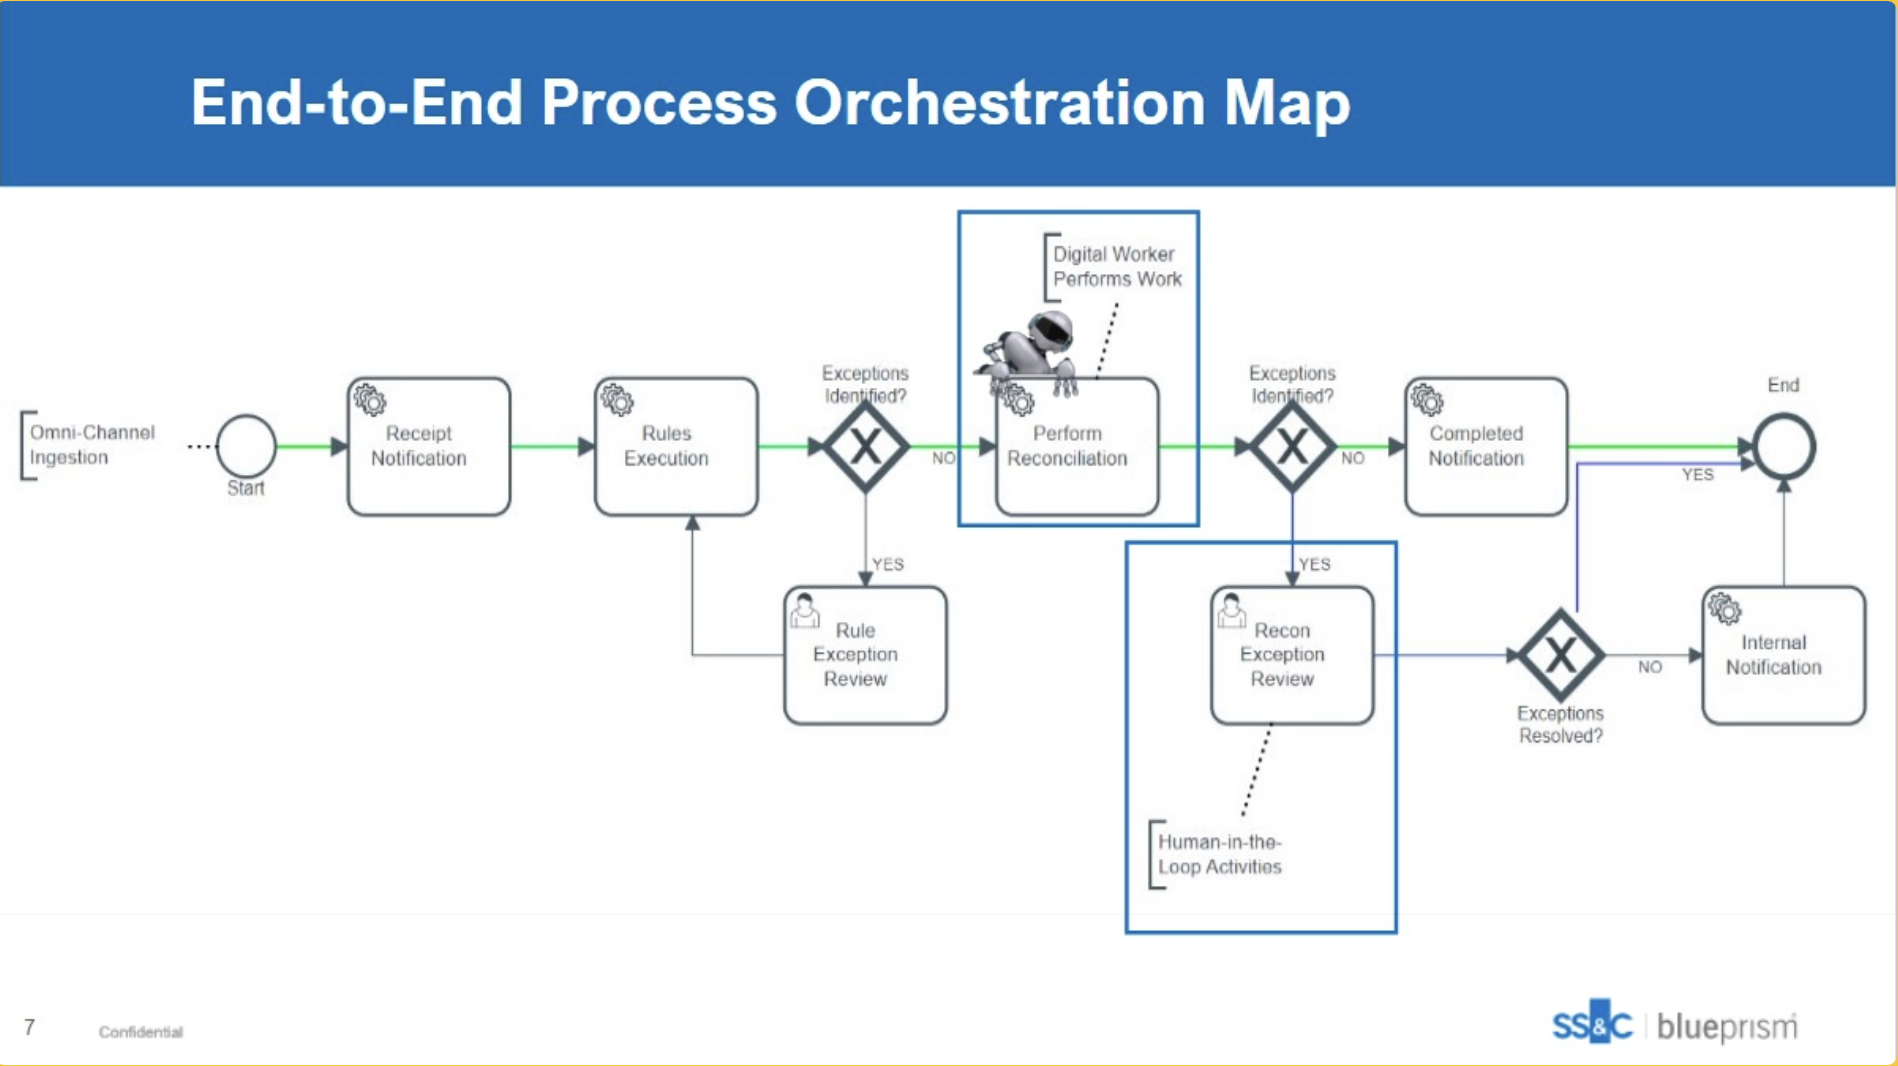 End-to-End Process Orchestration Map
Digital Worker
Performs Work
Omni-Channel
Ingestion
Start
Receipt
Notification
Rules
Execution
Exceptions
Identified?
X
NO
YES
Rule
Exception
Review
Perform
Reconciliation
Exceptions
Identified?
X
NO
YES
Completed
Notification
End
YES
Recon
Exception
Review
Human-in-the-
Loop Activities
X
Exceptions
Resolved?
NO
Internal
Notification
7
Confidential
SS&C | blueprism